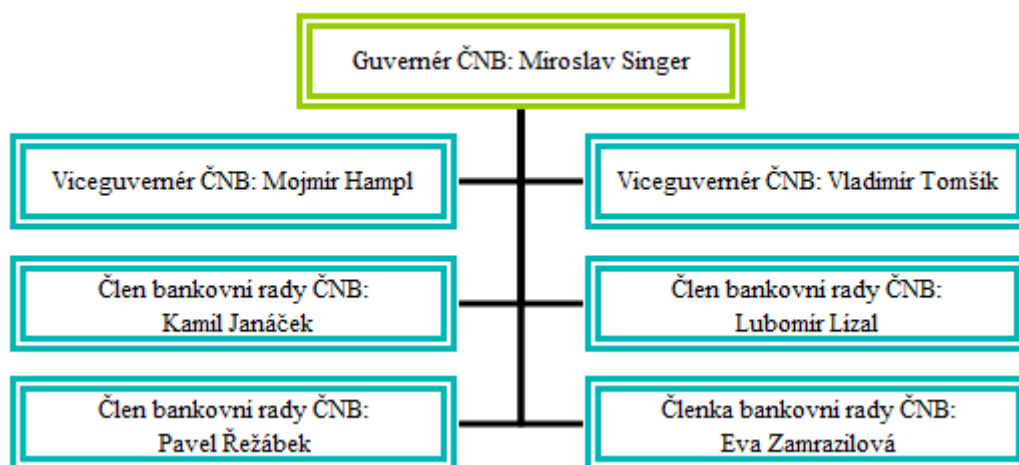 Guvernér ČNB: Miroslav Singer
Viceguvernér ČNB: Mojmír Hampl
Viceguvernér ČNB: Vladimír Tomšík
Člen bankovní rady ČNB:
Kamil Janáček
Člen bankovní rady ČNB:
Lubomír Lízal
Člen bankovní rady ČNB:
Pavel Řežábek
Členka bankovní rady ČNB:
Eva Zamrazilová